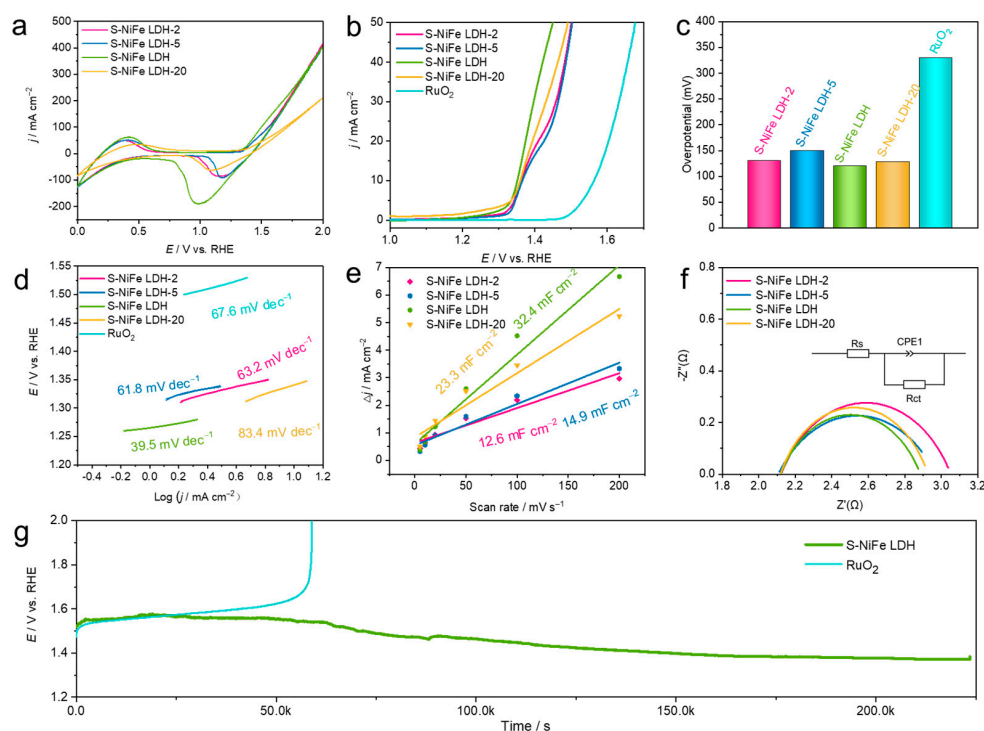 a
500
400
300
200
100
0
-100
-200
j / mA cm⁻²
S-NiFe LDH-2
S-NiFe LDH-5
S-NiFe LDH
S-NiFe LDH-20
0.0 0.5 1.0 1.5 2.0
E / V vs. RHE
b
50
40
30
20
10
0
j / mA cm⁻²
S-NiFe LDH-2
S-NiFe LDH-5
S-NiFe LDH
S-NiFe LDH-20
RuO₂
1.0 1.2 1.4 1.6
E / V vs. RHE
c
400
350
300
250
200
150
100
50
0
Overpotential (mV)
S-NiFe LDH-2
S-NiFe LDH-5
S-NiFe LDH
S-NiFe LDH-20
RuO₂
d
1.55
1.50
1.45
1.40
1.35
1.30
1.25
1.20
E / V vs. RHE
S-NiFe LDH-2
S-NiFe LDH-5
S-NiFe LDH
S-NiFe LDH-20
RuO₂
67.6 mV dec⁻¹
63.2 mV dec⁻¹
61.8 mV dec⁻¹
39.5 mV dec⁻¹
83.4 mV dec⁻¹
-0.4 -0.2 0.0 0.2 0.4 0.6 0.8 1.0 1.2
Log (j / mA cm⁻²)
e
7
6
5
4
3
2
1
0
△j / mA cm⁻²
S-NiFe LDH-2
S-NiFe LDH-5
S-NiFe LDH
S-NiFe LDH-20
32.4 mF cm⁻²
23.3 mF cm⁻²
12.6 mF cm⁻²
14.9 mF cm⁻²
0 50 100 150 200
Scan rate / mV s⁻¹
f
-0.8
-0.6
-0.4
-0.2
0.0
-Z"(Ω)
S-NiFe LDH-2
S-NiFe LDH-5
S-NiFe LDH
S-NiFe LDH-20
Rs
CPE1
Rct
2.0 2.2 2.4 2.6 2.8 3.0 3.2
Z'(Ω)
g
2.0
1.8
1.6
1.4
1.2
E / V vs. RHE
S-NiFe LDH
RuO₂
0.0 50.0k 100.0k 150.0k 200.0k
Time / s